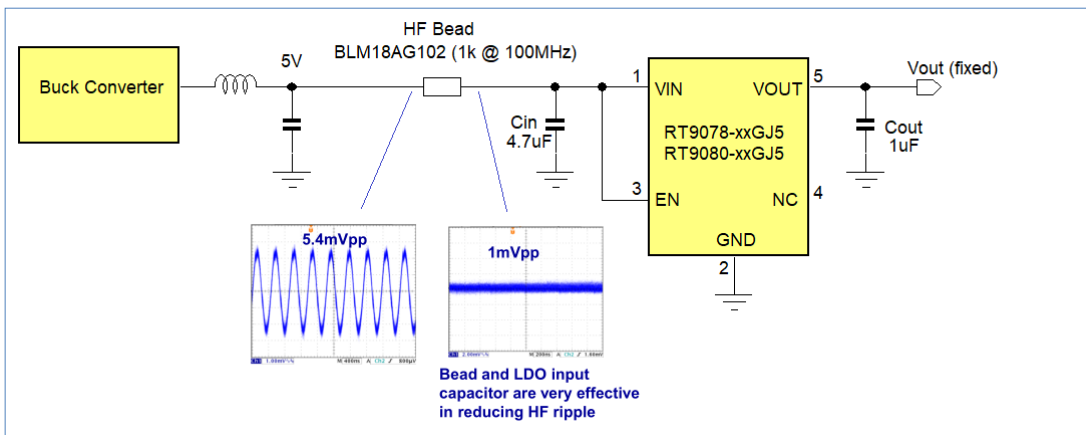 HF Bead
BLM18AG102 (1k @ 100MHz)
5V
Buck Converter
1
VIN
VOUT
5
Vout (fixed)
Cin
4.7uF
RT9078-xxGJ5
RT9080-xxGJ5
Cout
1uF
3
EN
NC
4
GND
2
5.4mVpp
1mVpp
Bead and LDO input
capacitor are very effective
in reducing HF ripple